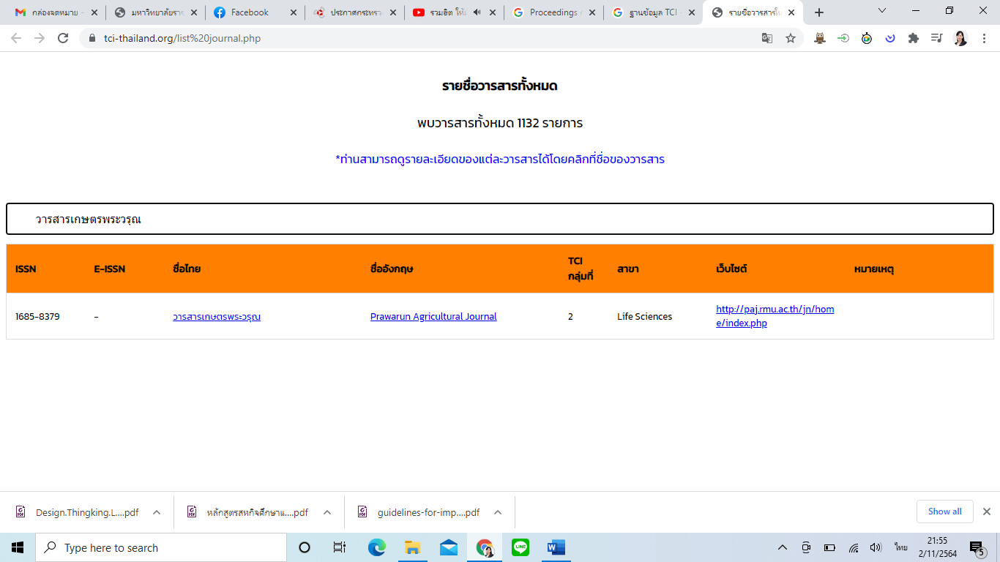 กล่องจดหมาย -
มหาวิทยาลัยราช
Facebook
ประกาศกระทรวง
รวมฮิต ให้
Proceedings
ฐานข้อมูล TCI -
รายชื่อวารสารใน
tci-thailand.org/list%20journal.php
รายชื่อวารสารทั้งหมด
พบวารสารทั้งหมด 1132 รายการ
*ท่านสามารถดูรายละเอียดของแต่ละวารสารได้โดยคลิกที่ชื่อของวารสาร
วารสารเกษตรพระวรุณ
ISSN E-ISSN ชื่อไทย ชื่ออังกฤษ TCI กลุ่มที่ สาขา เว็บไซต์ หมายเหตุ
1685-8379 - วารสารเกษตรพระวรุณ Prawarun Agricultural Journal 2 Life Sciences http://paj.rmu.ac.th/jn/hom
e/index.php
Design.Thingking.L....pdf
หลักสูตรสหกิจศึกษาแ....pdf
guidelines-for-imp....pdf
Show all
Type here to search
ไทย
21:55
2/11/2564
5